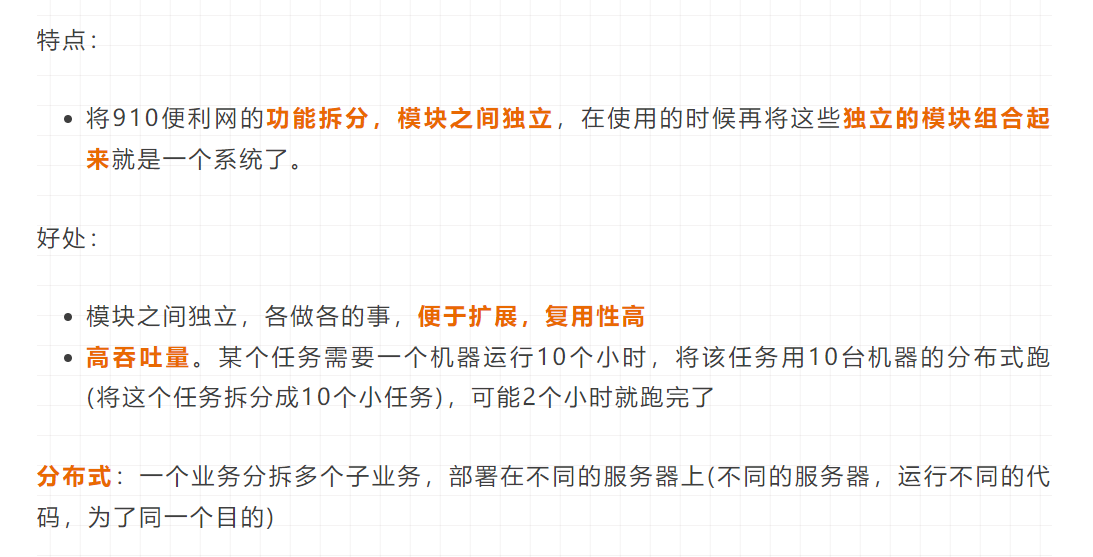 特点：
将910便利网的功能拆分，模块之间独立，在使用的时候再将这些独立的模块组合起
来就是一个系统了。
好处：
模块之间独立，各做各的事，便于扩展，复用性高
高吞吐量。某个任务需要一个机器运行10个小时，将该任务用10台机器的分布式跑
(将这个任务拆分成10个小任务)，可能2个小时就跑完了
分布式：一个业务分拆多个子业务，部署在不同的服务器上(不同的服务器，运行不同的代
码，为了同一个目的)